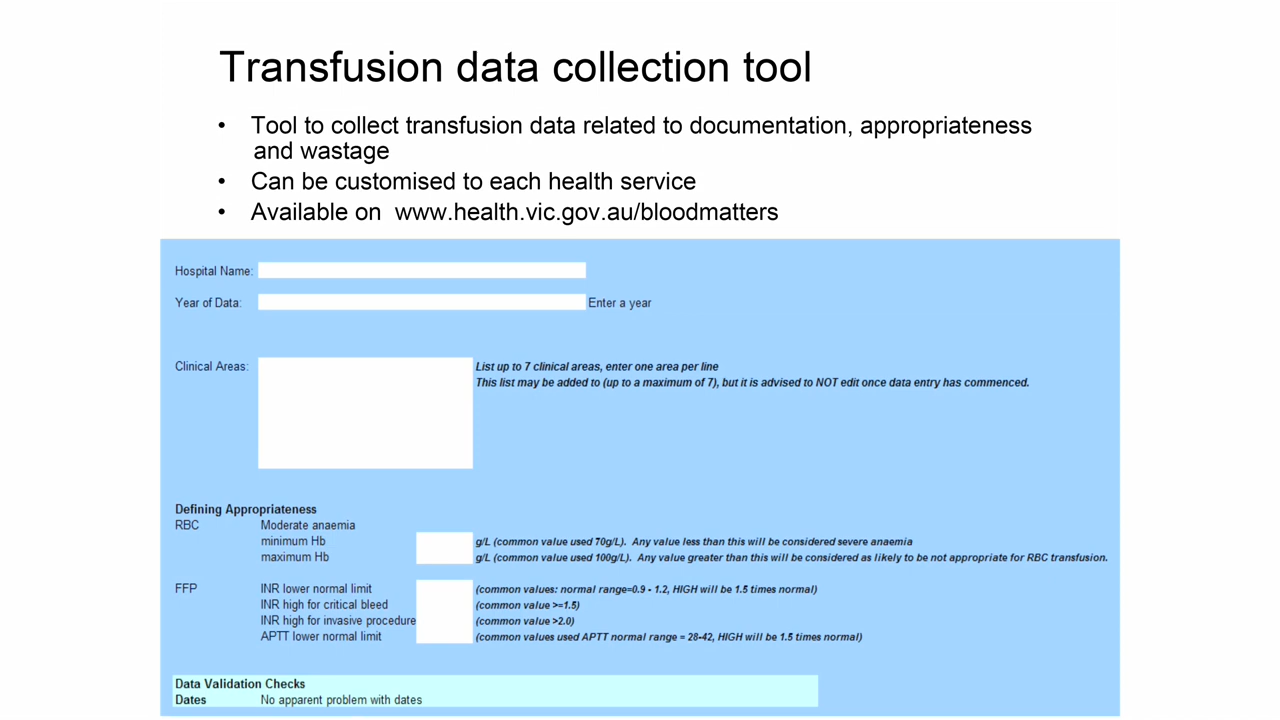 Transfusion data collection tool
• Tool to collect transfusion data related to documentation, appropriateness
and wastage
• Can be customised to each health service
• Available on www.health.vic.gov.au/bloodmatters
Hospital Name:
Year of Data: Enter a year
Clinical Areas: List up to 7 clinical areas, enter one area per line
This list may be added to (up to a maximum of 7), but it is advised to NOT edit once data entry has commenced.
Defining Appropriateness
RBC Moderate anaemia
minimum Hb g/L (common value used 70g/L). Any value less than this will be considered severe anaemia
maximum Hb g/L (common value used 100g/L). Any value greater than this will be considered as likely to be not appropriate for RBC transfusion.
FFP INR lower normal limit (common values: normal range=0.9 - 1.2, HIGH will be 1.5 times normal)
INR high for critical bleed (common value >=1.5)
INR high for invasive procedure (common value >2.0)
APTT lower normal limit (common values used APTT normal range = 28-42, HIGH will be 1.5 times normal)
Data Validation Checks
Dates No apparent problem with dates